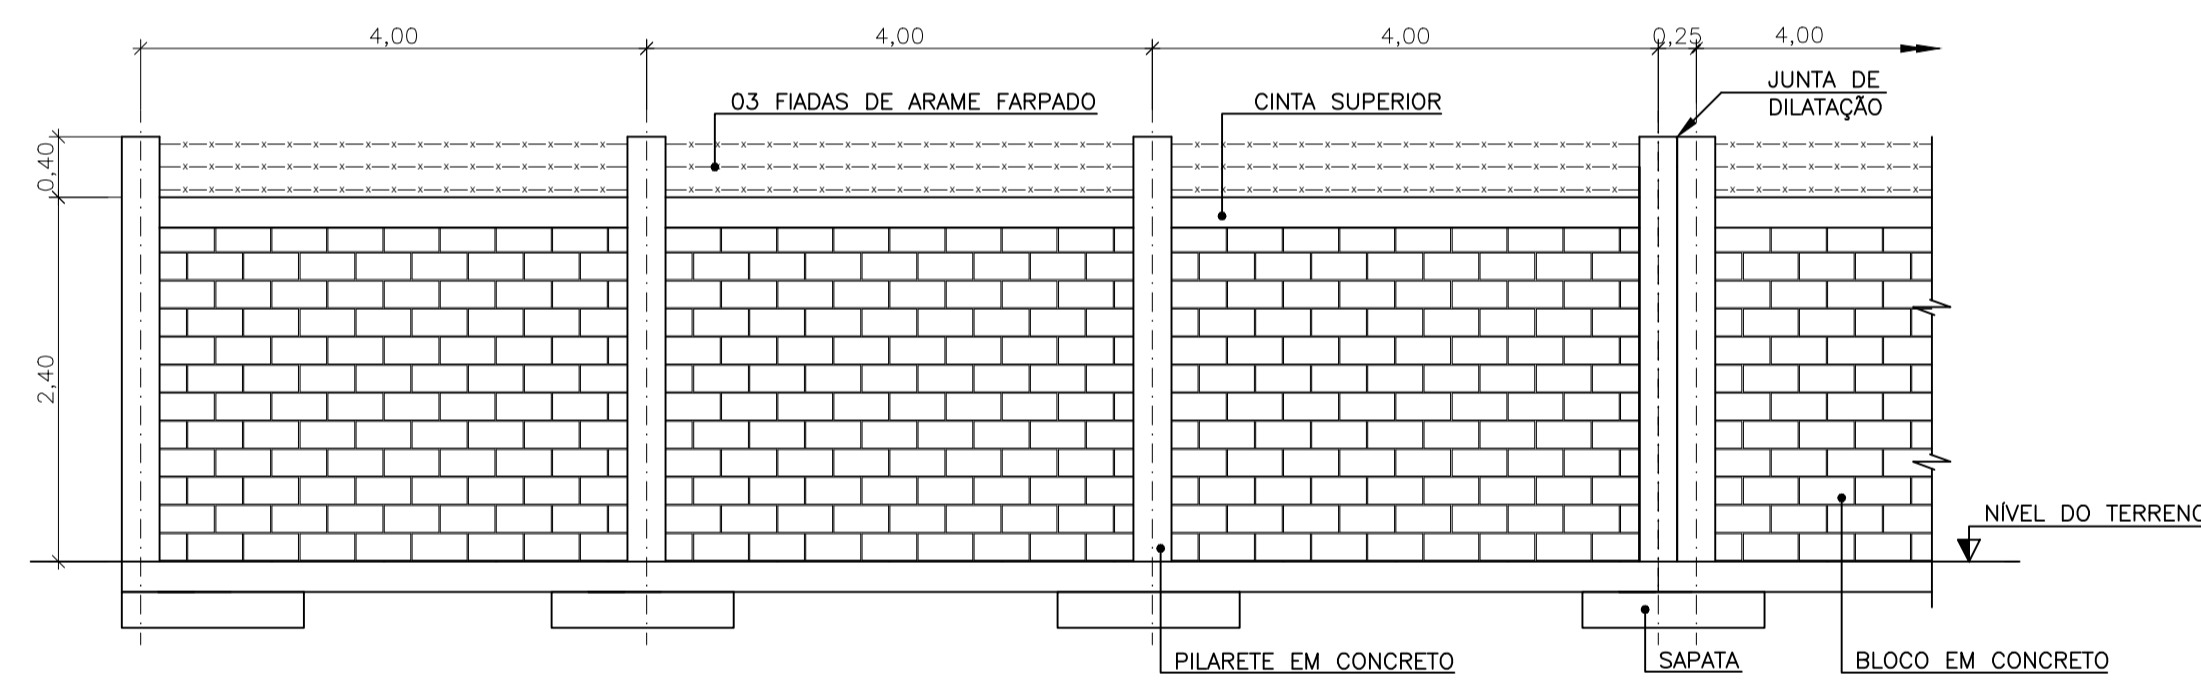 4,00
4,00
4,00
0,25
4,00
JUNTA DE
DILATAÇÃO
03 FIADAS DE ARAME FARPADO
CINTA SUPERIOR
0,40
2,40
NÍVEL DO TERRENO
PILARETE EM CONCRETO
SAPATA
BLOCO EM CONCRETO